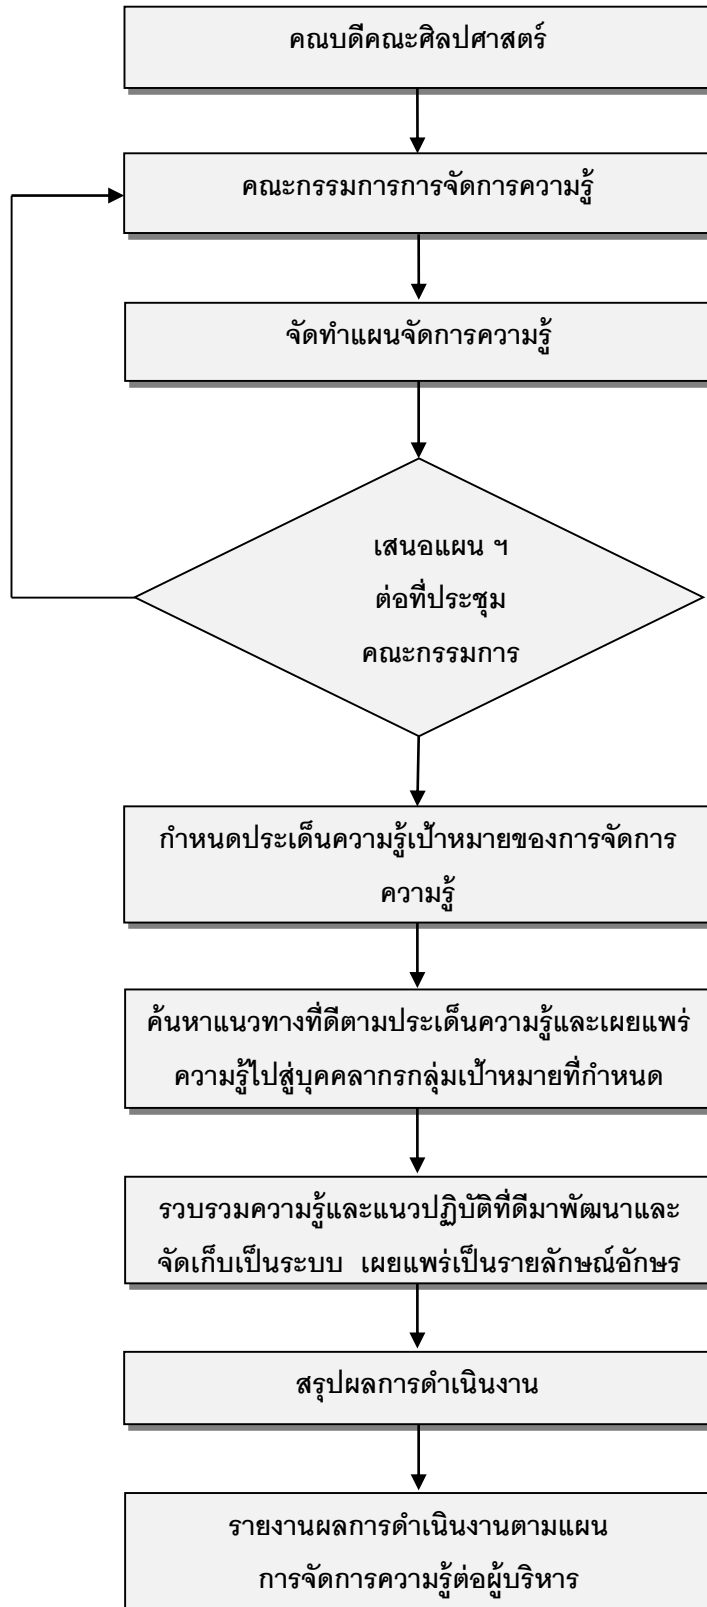 คณบดีคณะศิลปศาสตร์
คณะกรรมการการจัดการความรู้
จัดทำแผนจัดการความรู้
เสนอแผน ฯ
ต่อที่ประชุม
คณะกรรมการ
กำหนดประเด็นความรู้เป้าหมายของการจัดการ
ความรู้
ค้นหาแนวทางที่ดีตามประเด็นความรู้และเผยแพร่
ความรู้ไปสู่บุคคลากรกลุ่มเป้าหมายที่กำหนด
รวบรวมความรู้และแนวปฏิบัติที่ดีมาพัฒนาและ
จัดเก็บเป็นระบบ เผยแพร่เป็นรายลักษณ์อักษร
สรุปผลการดำเนินงาน
รายงานผลการดำเนินงานตามแผน
การจัดการความรู้ต่อผู้บริหาร